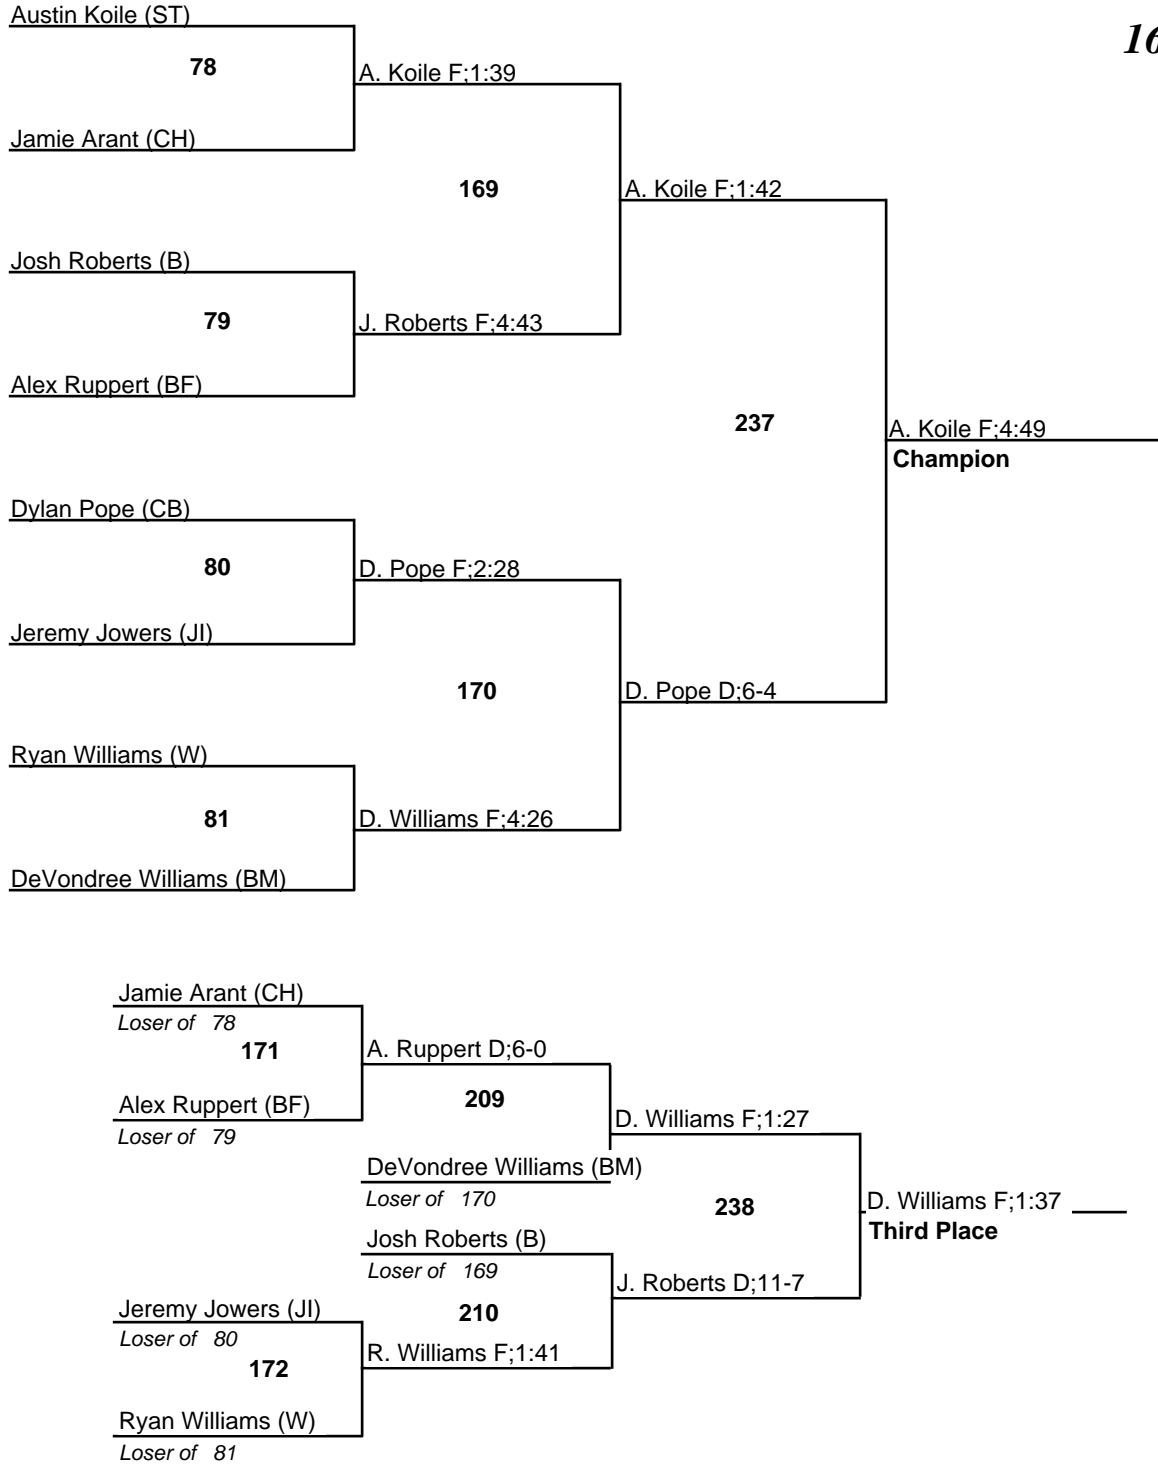 Austin Koile (ST)
16
78
A. Koile F;1:39
Jamie Arant (CH)
169
A. Koile F;1:42
Josh Roberts (B)
79
J. Roberts F;4:43
Alex Ruppert (BF)
237
A. Koile F;4:49
Champion
Dylan Pope (CB)
80
D. Pope F;2:28
Jeremy Jowers (JI)
170
D. Pope D;6-4
Ryan Williams (W)
81
D. Williams F;4:26
DeVondree Williams (BM)
Jamie Arant (CH)
Loser of 78
171
A. Ruppert D;6-0
Alex Ruppert (BF)
Loser of 79
209
D. Williams F;1:27
DeVondree Williams (BM)
Loser of 170
238
D. Williams F;1:37
Third Place
Josh Roberts (B)
Loser of 169
J. Roberts D;11-7
Jeremy Jowers (JI)
Loser of 80
210
172
R. Williams F;1:41
Ryan Williams (W)
Loser of 81